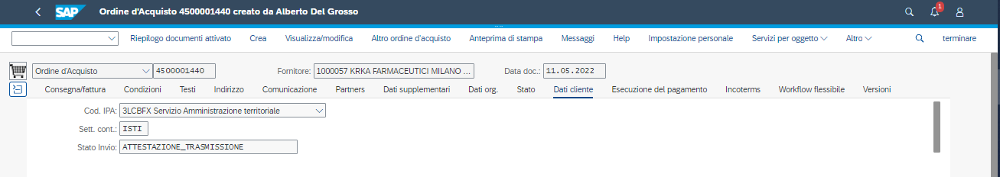 SAP Ordine d'Acquisto 4500001440 creato da Alberto Del Grosso 1
Riepilogo documenti attivato Crea Visualizza/modifica Altro ordine d'acquisto Anteprima di stampa Messaggi Help Impostazione personale Servizi per oggetto Altro terminare
Ordine d'Acquisto 4500001440 Fornitore: 1000057 KRKA FARMACEUTICI MILANO ... Data doc.: 11.05.2022
Consegna/fattura Condizioni Testi Indirizzo Comunicazione Partners Dati supplementari Dati org. Stato Dati cliente Esecuzione del pagamento Incoterms Workflow flessibile Versioni
Cod. IPA: 3LCBFX Servizio Amministrazione territoriale
Sett. cont.: ISTI
Stato Invio: ATTESTAZIONE_TRASMISSIONE